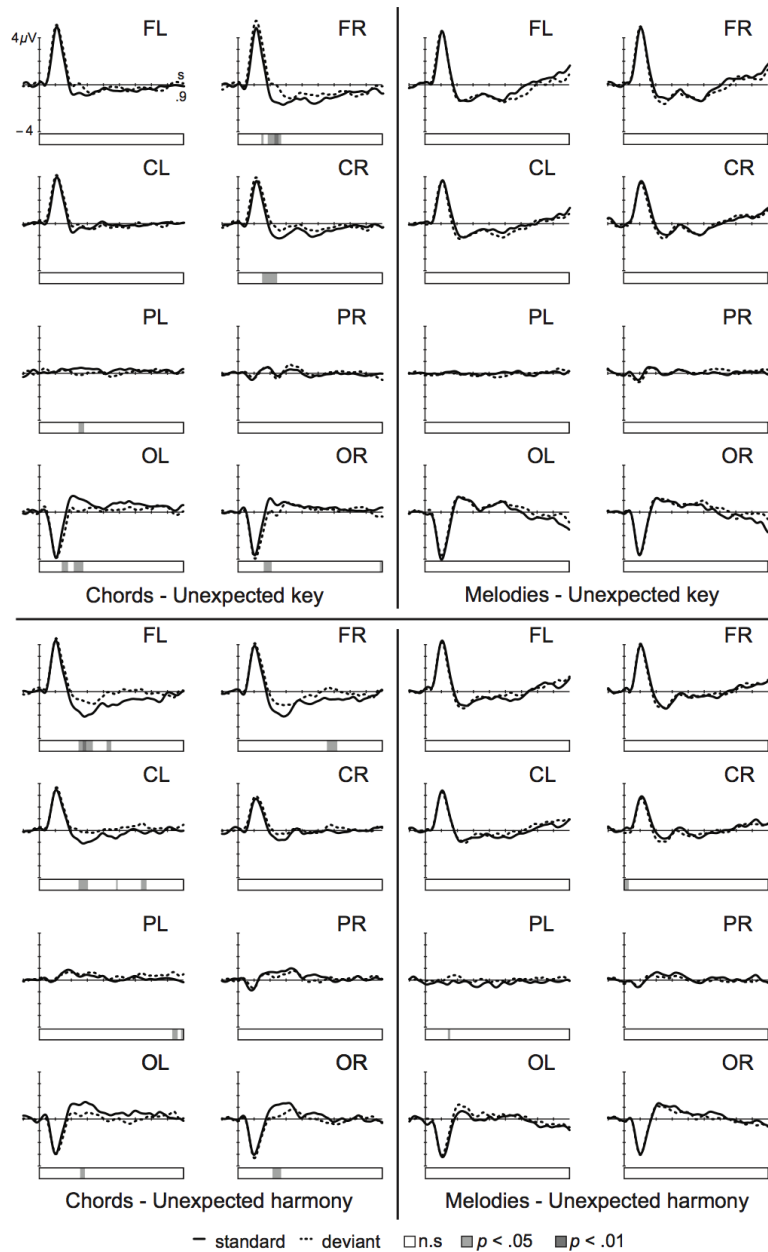 FL FR FL FR
4 µV
s
.9
– 4
CL CR CL CR
PL PR PL PR
OL OR OL OR
Chords - Unexpected key Melodies - Unexpected key
FL FR FL FR
CL CR CL CR
PL PR PL PR
OL OR OL OR
Chords - Unexpected harmony Melodies - Unexpected harmony
standard deviant n.s p < .05 p < .01